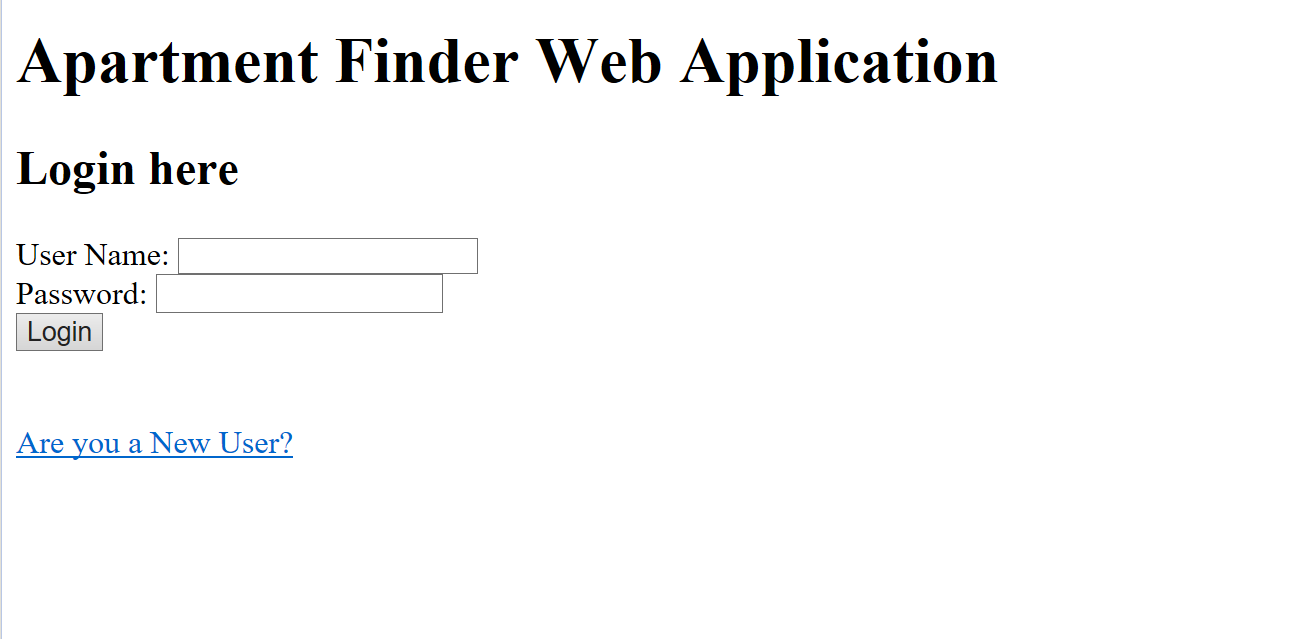 Apartment Finder Web Application
Login here
User Name:
Password:
Login
Are you a New User?